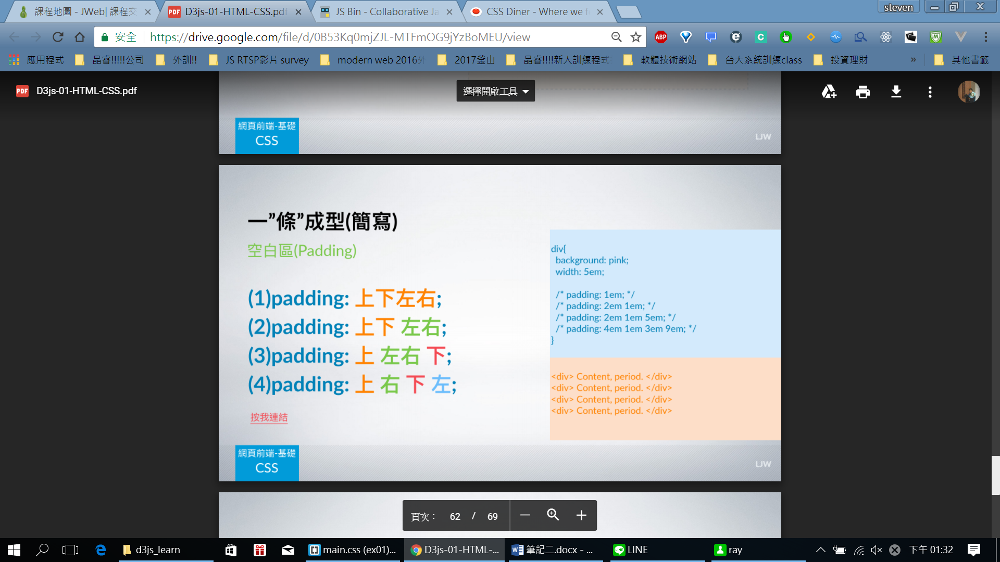 課程地圖 - JWeb| 課程交
D3js-01-HTML-CSS.pdf
JS Bin - Collaborative Ja
CSS Diner - Where we f
steven
安全
https://drive.google.com/file/d/0B53Kq0mjZJL-MTFmOG9jYzBoMEU/view
ABP
應用程式
晶睿!!!!!公司
外訓!!
JS RTSP影片 survey
modern web 2016
2017釜山
晶睿!!!!新人訓練程式
軟體技術網站
台大系統訓練class
投資理財
»
其他書籤
PDF
D3js-01-HTML-CSS.pdf
選擇開啟工具
網頁前端-基礎
CSS
LJW
一”條”成型(簡寫)
空白區(Padding)
(1)padding: 上下左右;
(2)padding: 上下 左右;
(3)padding: 上 左右 下;
(4)padding: 上 右 下 左;
按我連結
div{
background: pink;
width: 5em;
/* padding: 1em; */
/* padding: 2em 1em; */
/* padding: 2em 1em 5em; */
/* padding: 4em 1em 3em 9em; */
}
<div> Content, period. </div>
<div> Content, period. </div>
<div> Content, period. </div>
<div> Content, period. </div>
網頁前端-基礎
CSS
LJW
頁次： 62 / 69
d3js_learn
main.css (ex01)...
D3js-01-HTML-...
筆記二.docx - ...
LINE
ray
下午 01:32